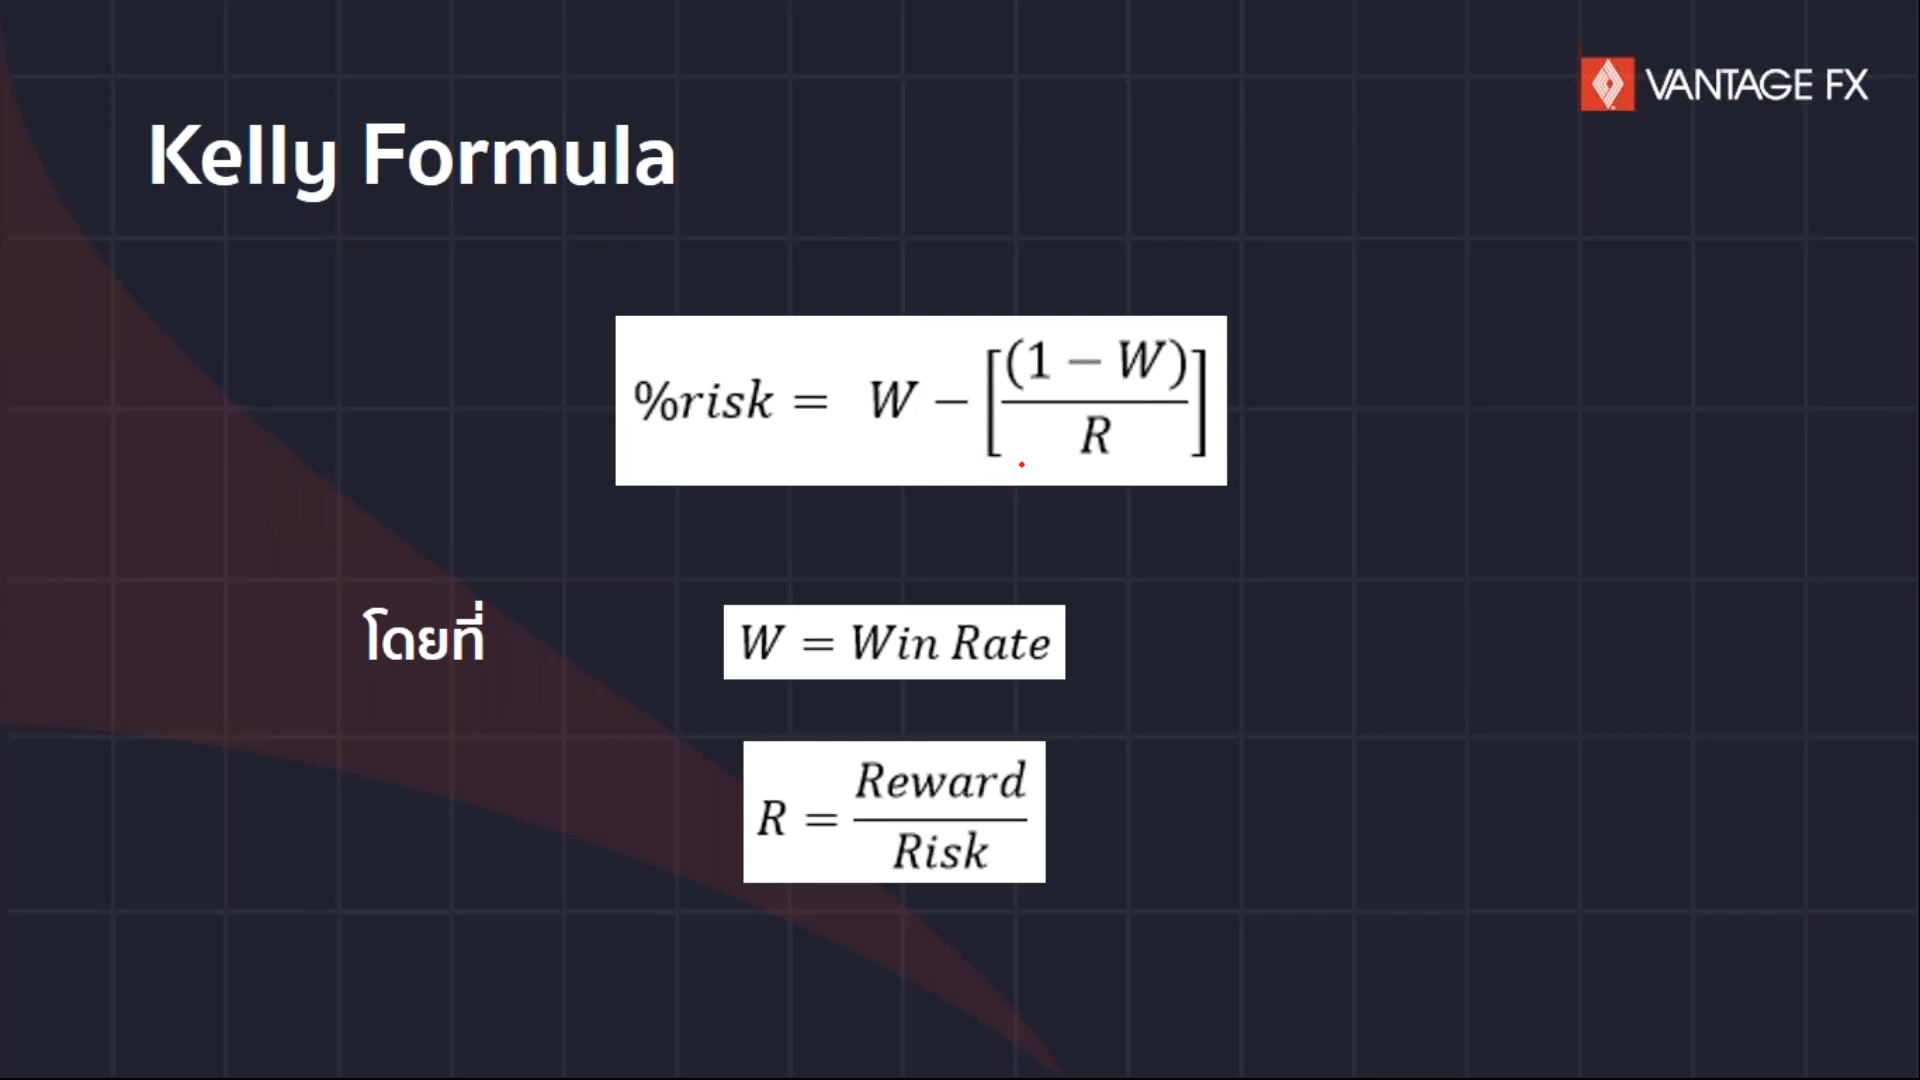 VANTAGE FX
Kelly Formula
%risk = W − [(1 − W) / R]
โดยที่
W = Win Rate
R = Reward / Risk